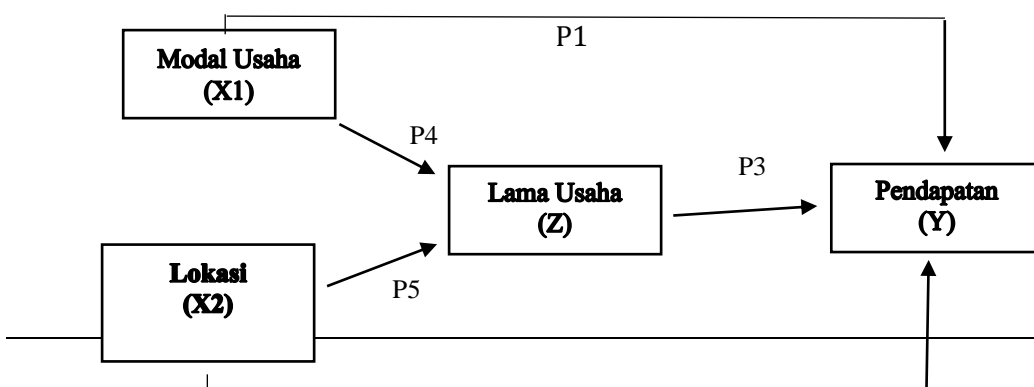 P1
Modal Usaha
(X1)
P4
P3
Lama Usaha
(Z)
Pendapatan
(Y)
Lokasi
(X2)
P5